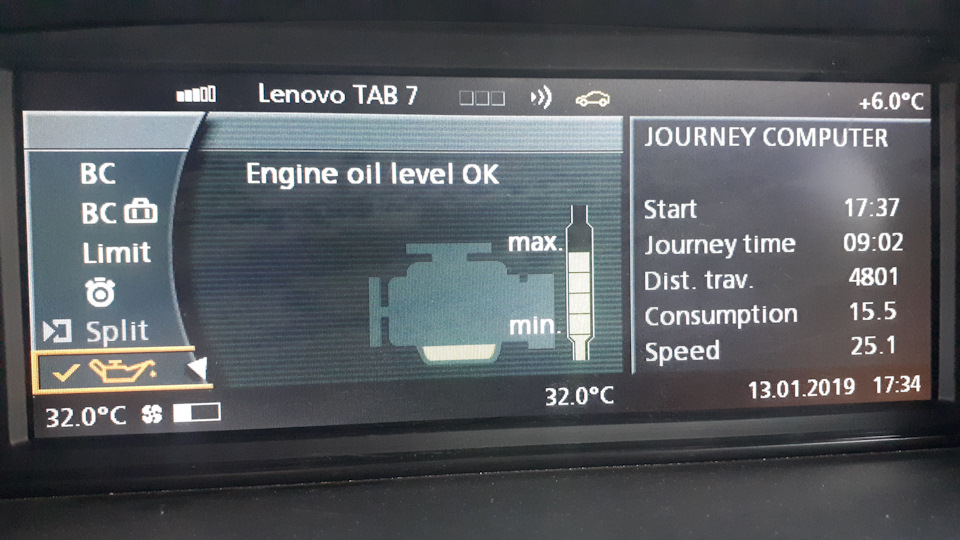 Lenovo TAB 7
+6.0°C
BC
BC
Limit
Split
Engine oil level OK
max.
min.
JOURNEY COMPUTER
Start 17:37
Journey time 09:02
Dist. trav. 4801
Consumption 15.5
Speed 25.1
32.0°C
32.0°C
13.01.2019 17:34